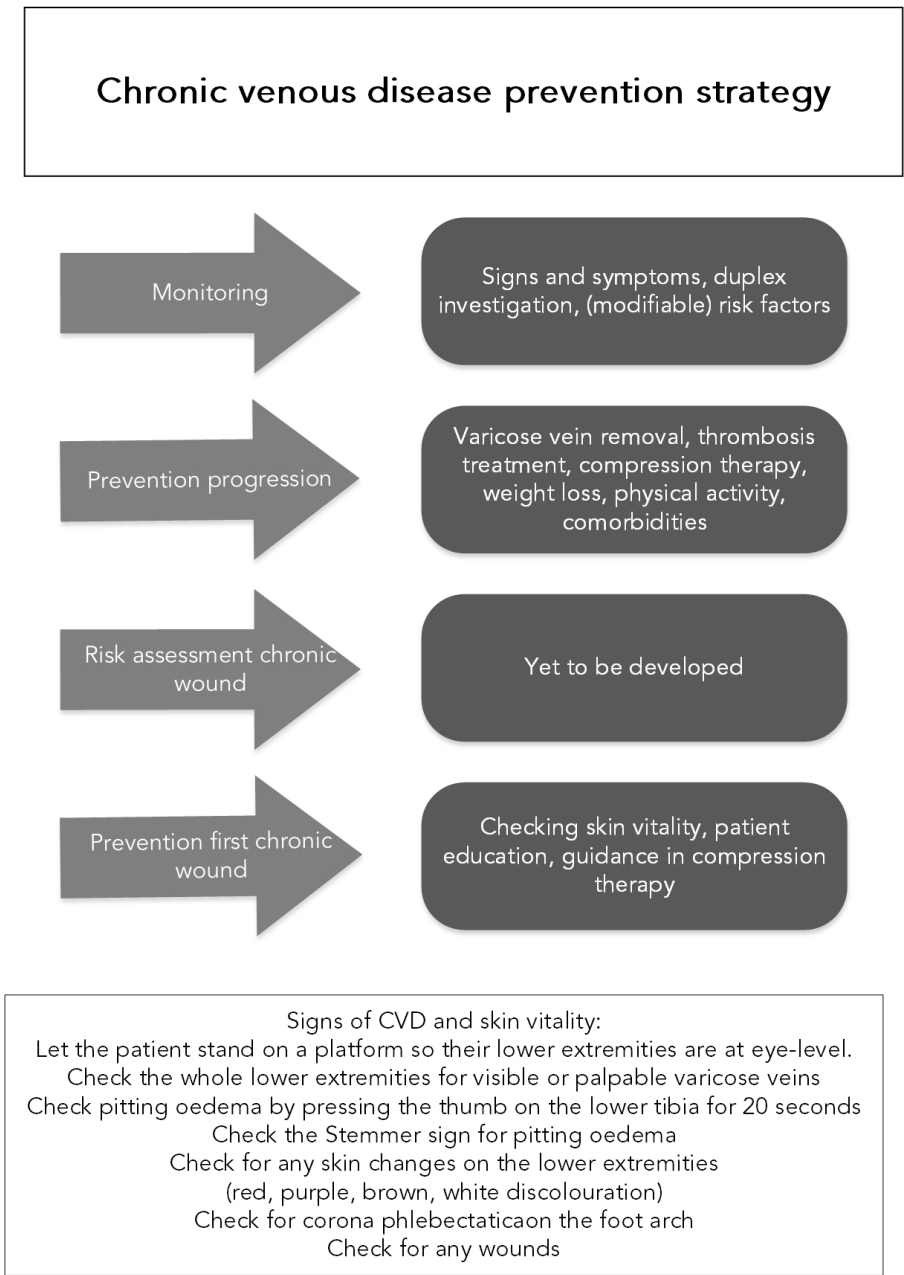 Chronic venous disease prevention strategy
Monitoring
Signs and symptoms, duplex
investigation, (modifiable) risk factors
Prevention progression
Varicose vein removal, thrombosis
treatment, compression therapy,
weight loss, physical activity,
comorbidities
Risk assessment chronic
wound
Yet to be developed
Prevention first chronic
wound
Checking skin vitality, patient
education, guidance in compression
therapy
Signs of CVD and skin vitality:
Let the patient stand on a platform so their lower extremities are at eye-level.
Check the whole lower extremities for visible or palpable varicose veins
Check pitting oedema by pressing the thumb on the lower tibia for 20 seconds
Check the Stemmer sign for pitting oedema
Check for any skin changes on the lower extremities
(red, purple, brown, white discolouration)
Check for corona phlebectaticaon the foot arch
Check for any wounds